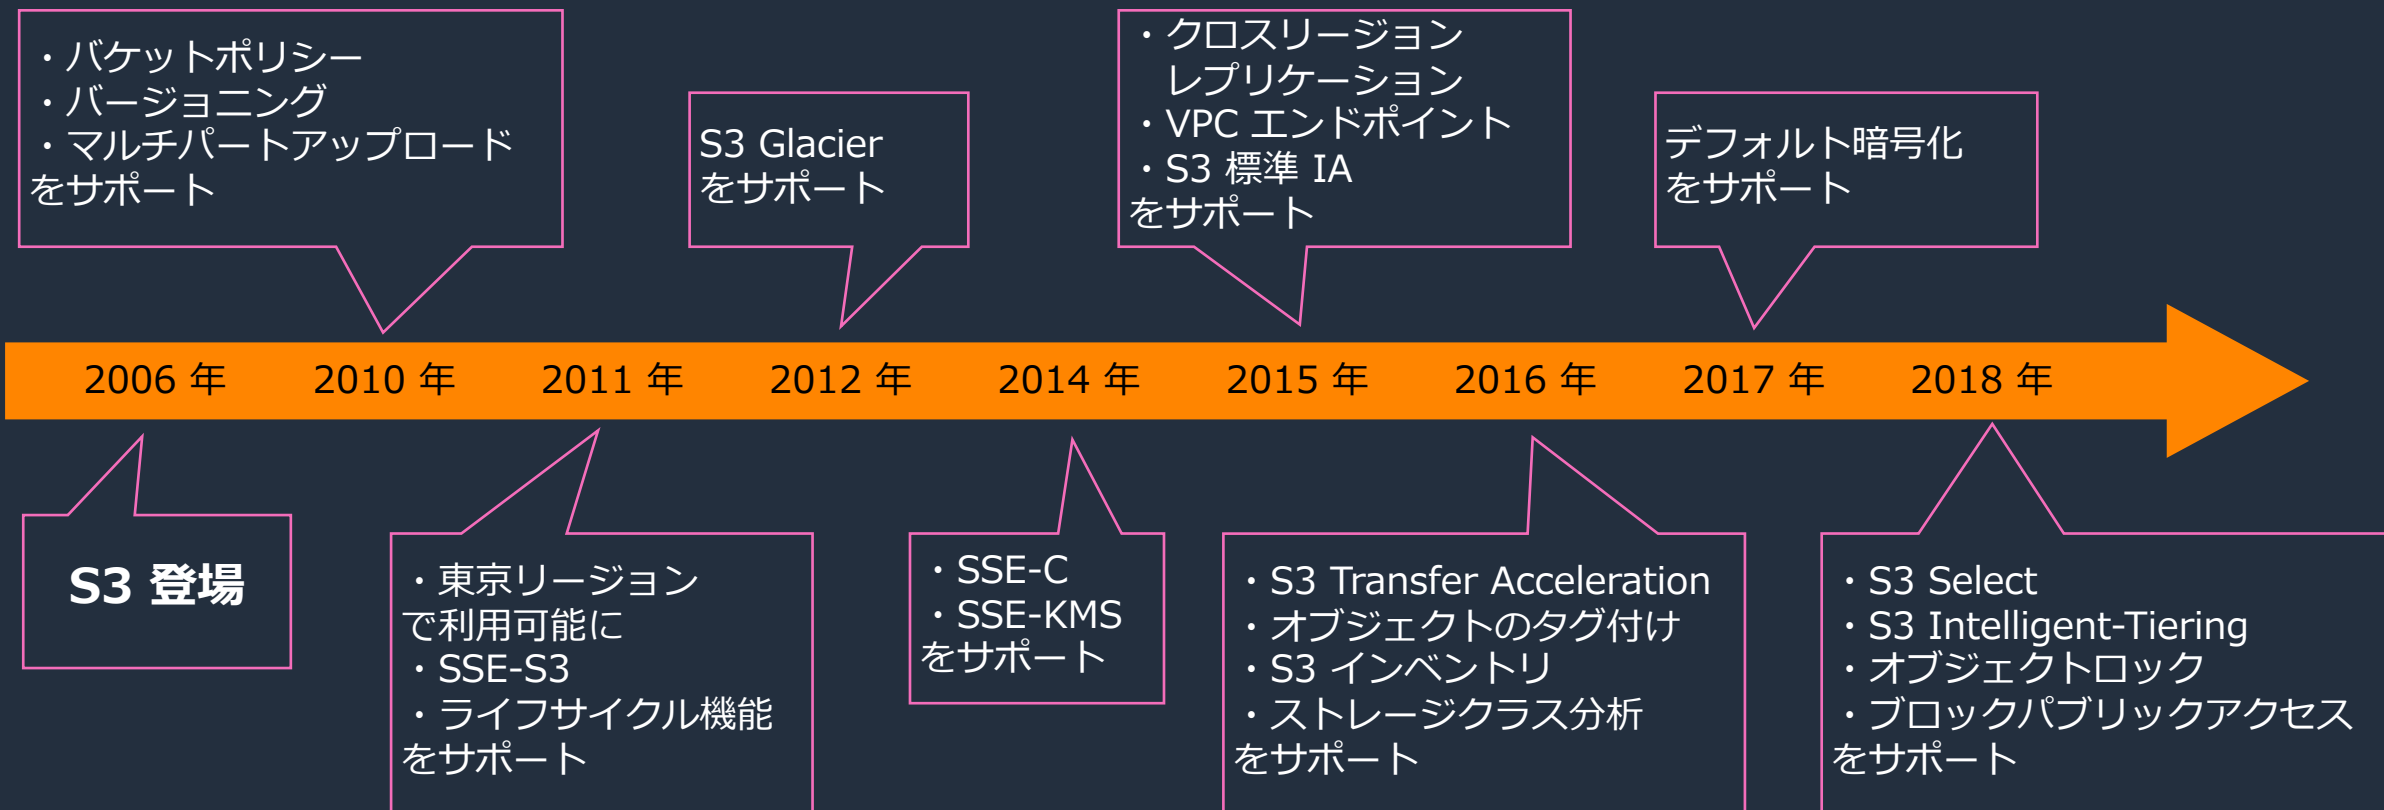 ・バケットポリシー
・バージョニング
・マルチパートアップロード
をサポート
S3 Glacier
をサポート
・クロスリージョン
レプリケーション
・VPC エンドポイント
・S3 標準 IA
をサポート
デフォルト暗号化
をサポート
2006 年
2010 年
2011 年
2012 年
2014 年
2015 年
2016 年
2017 年
2018 年
S3 登場
・東京リージョン
で利用可能に
・SSE-S3
・ライフサイクル機能
をサポート
・SSE-C
・SSE-KMS
をサポート
・S3 Transfer Acceleration
・オブジェクトのタグ付け
・S3 インベントリ
・ストレージクラス分析
をサポート
・S3 Select
・S3 Intelligent-Tiering
・オブジェクトロック
・ブロックパブリックアクセス
をサポート